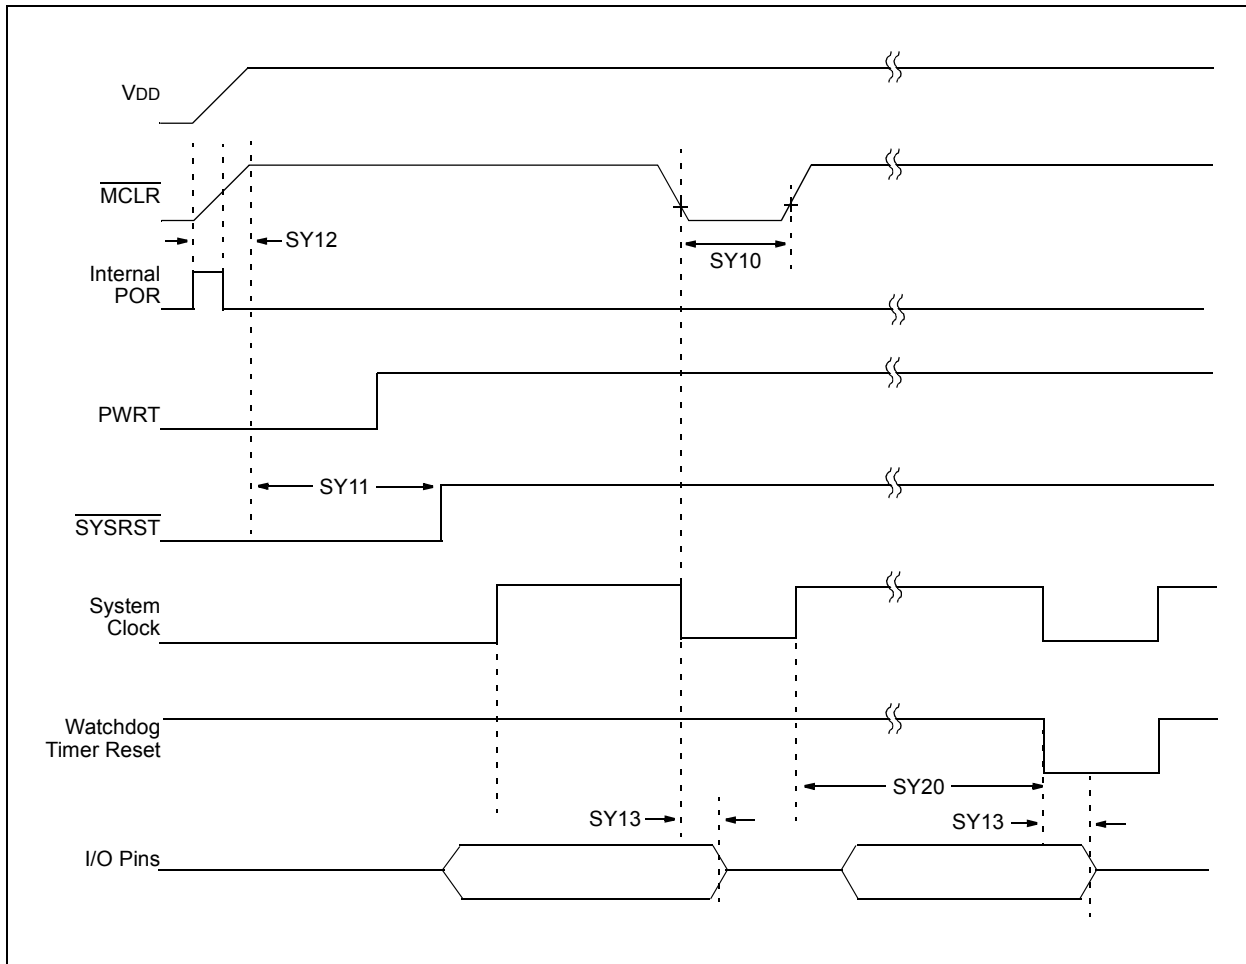 VDD
MCLR
SY12
SY10
Internal
POR
PWRT
SY11
SYSRST
System
Clock
Watchdog
Timer Reset
SY20
SY13
SY13
I/O Pins